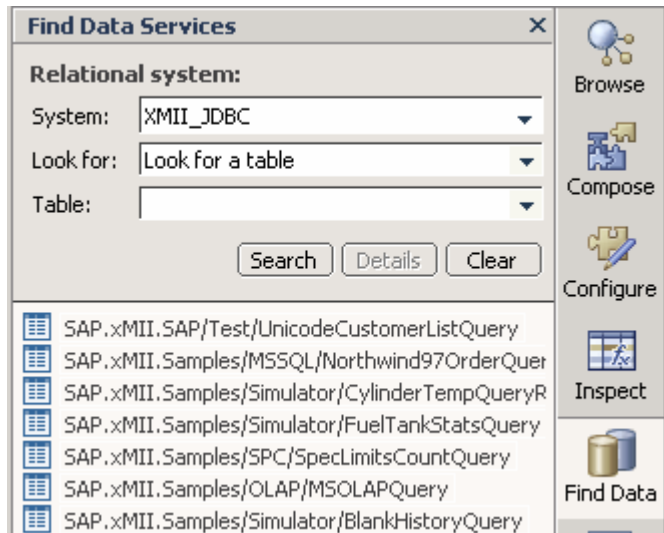 Find Data Services
Relational system:
System: XMII_JDBC
Look for: Look for a table
Table:
Search Details Clear
SAP.xMII.SAP/Test/UnicodeCustomerListQuery
SAP.xMII.Samples/MSSQL/Northwind97OrderQuer
SAP.xMII.Samples/Simulator/CylinderTempQueryR
SAP.xMII.Samples/Simulator/FuelTankStatsQuery
SAP.xMII.Samples/SPC/SpecLimitsCountQuery
SAP.xMII.Samples/OLAP/MSOLAPQuery
SAP.xMII.Samples/Simulator/BlankHistoryQuery
Browse
Compose
Configure
Inspect
Find Data